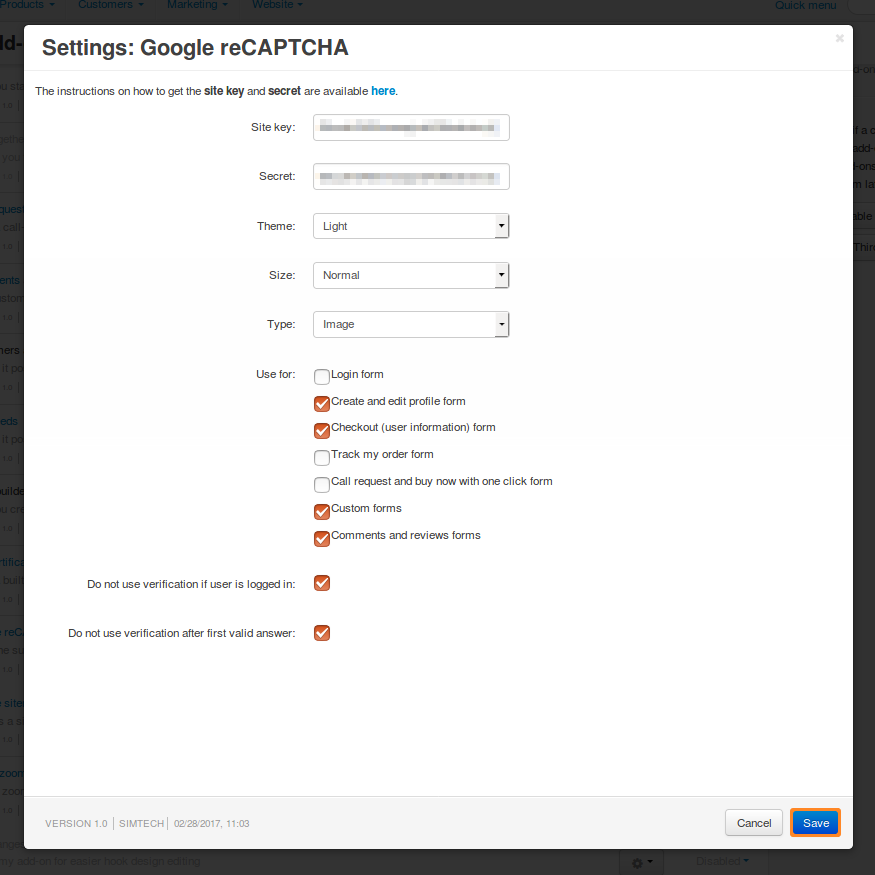 Products Customers Marketing Website Quick menu
Settings: Google reCAPTCHA
The instructions on how to get the site key and secret are available here.
Site key:
Secret:
Theme: Light
Size: Normal
Type: Image
Use for: Login form
Create and edit profile form
Checkout (user information) form
Track my order form
Call request and buy now with one click form
Custom forms
Comments and reviews forms
Do not use verification if user is logged in:
Do not use verification after first valid answer:
VERSION 1.0 | SIMTECH | 02/28/2017, 11:03 Cancel Save
my add-on for easier hook design editing Disabled